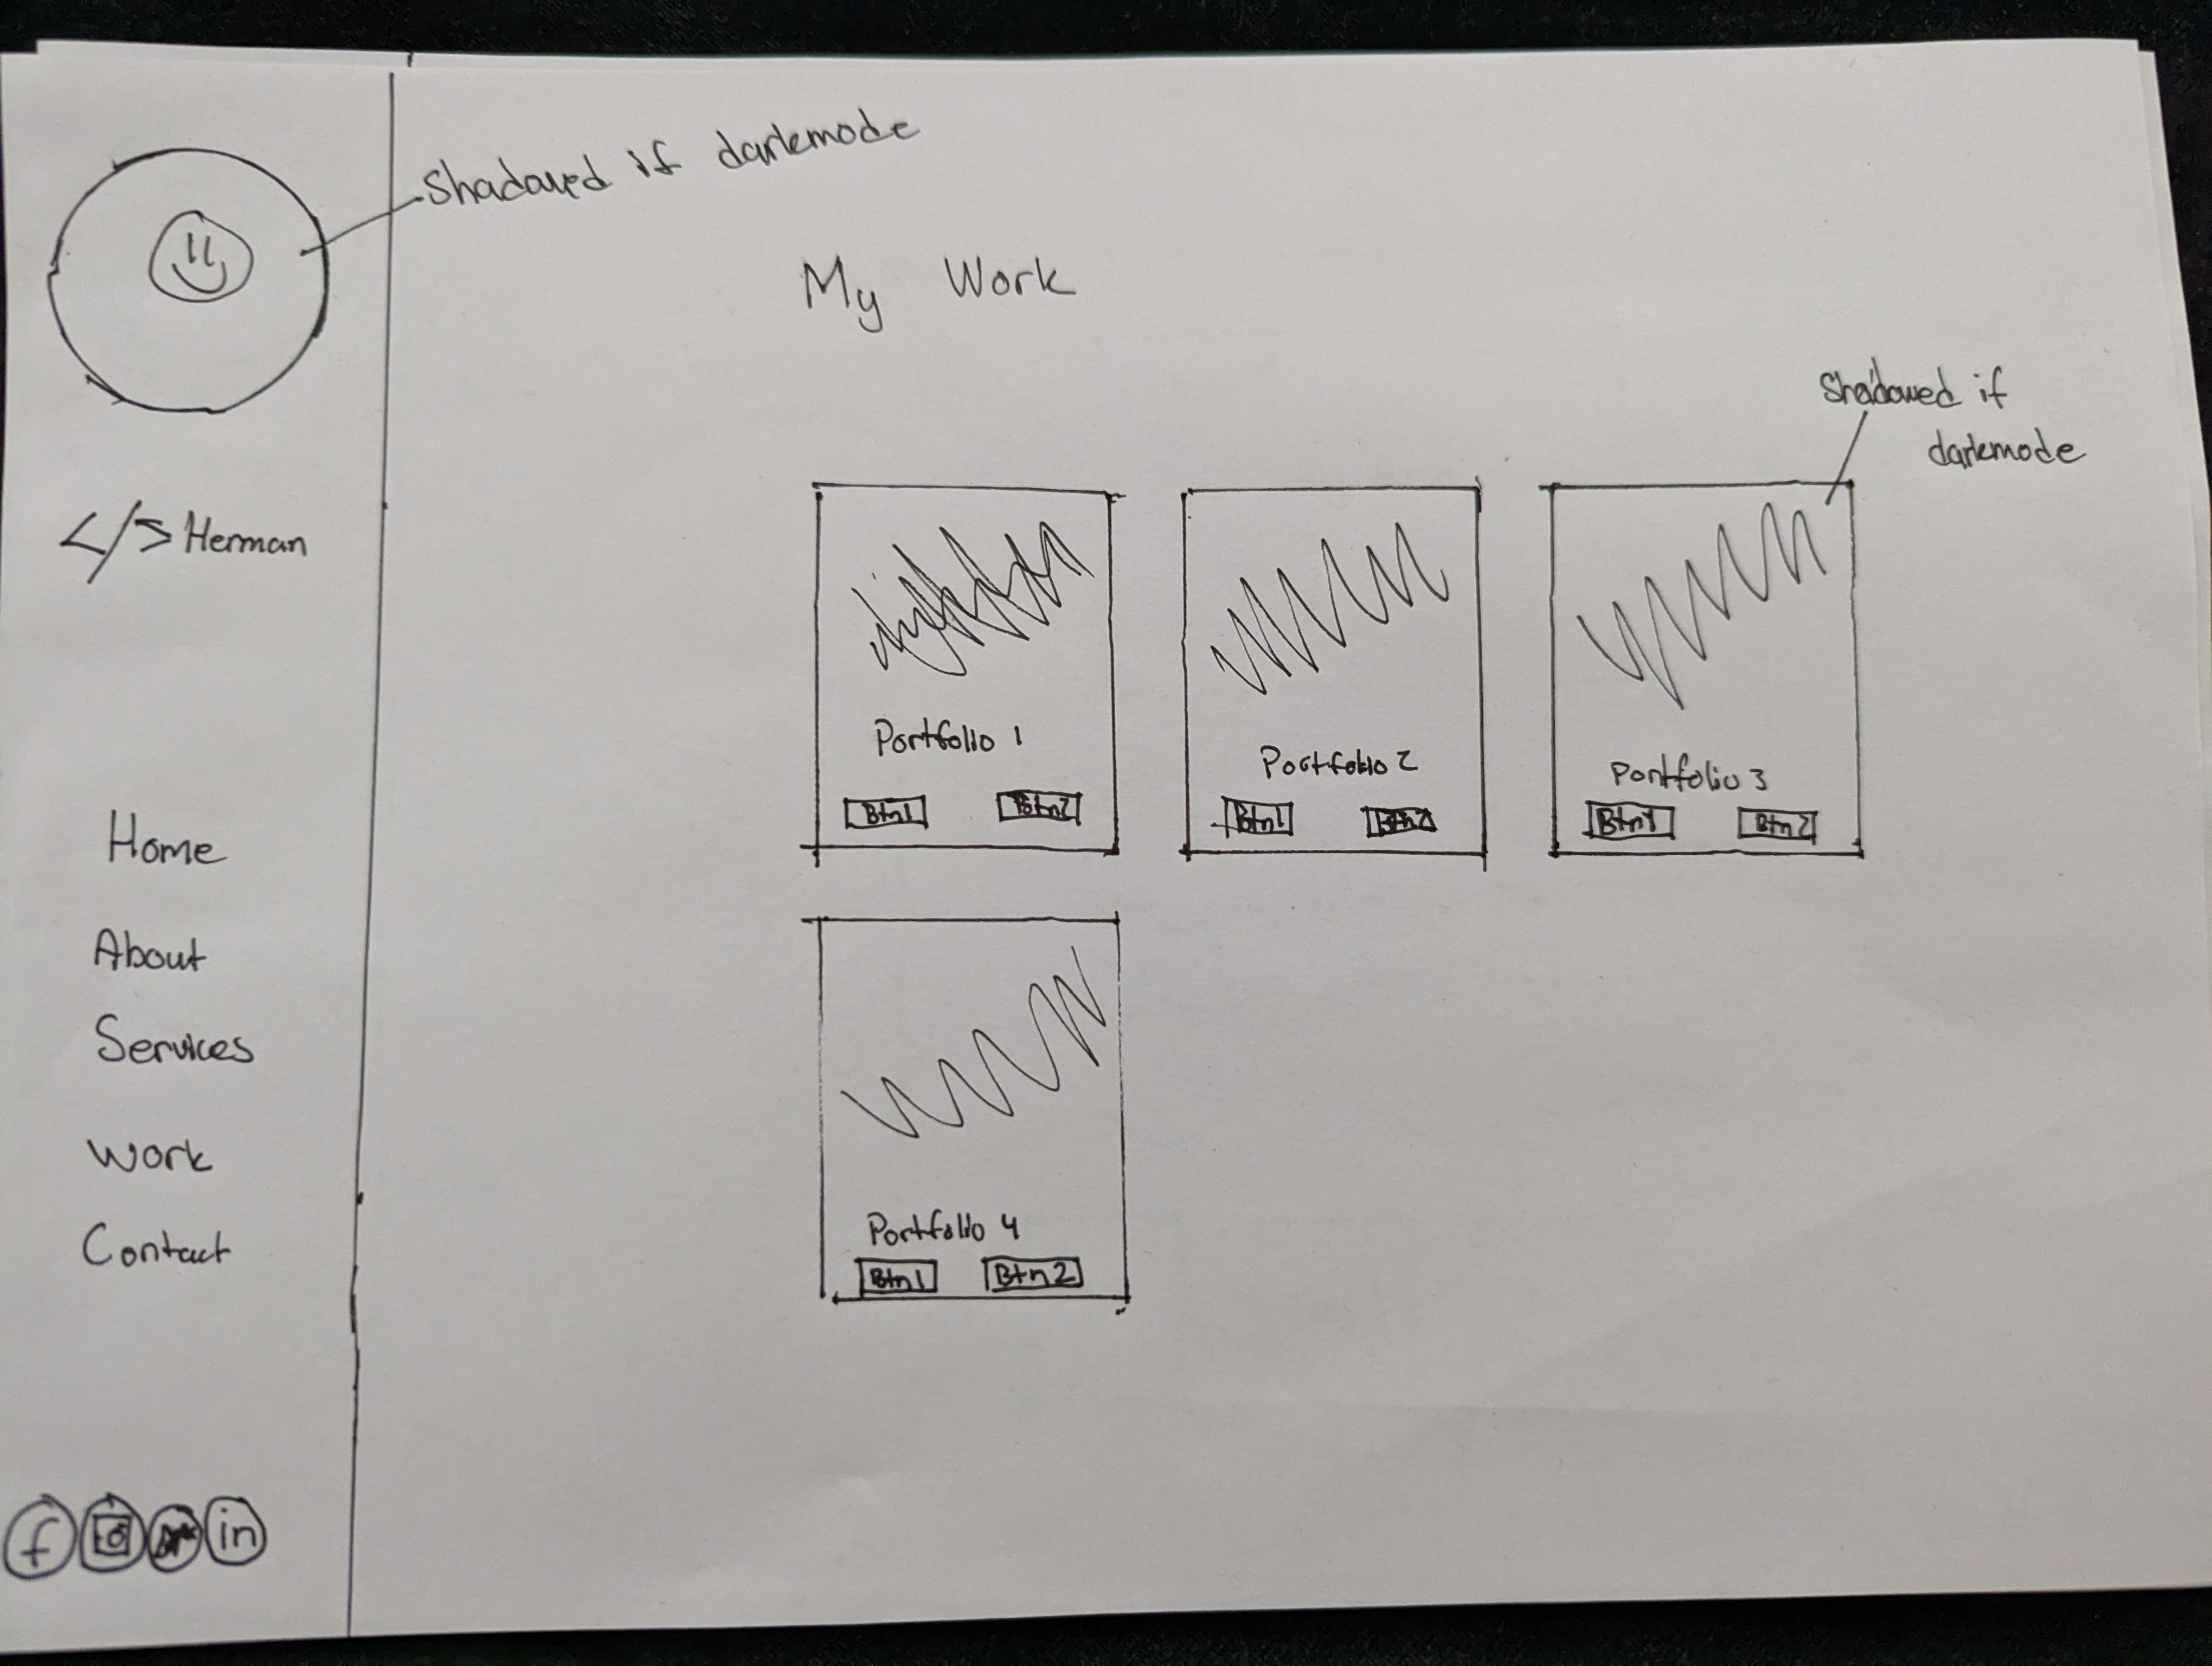 Shadowed if darkmode
My Work
Shadowed if
darkmode
</> Herman
Portfolio 1
Btn1 Btn2
Portfolio 2
Btn1 Btn2
Portfolio 3
Btn1 Btn2
Home
About
Services
Work
Contact
Portfolio 4
Btn1 Btn2
f
in